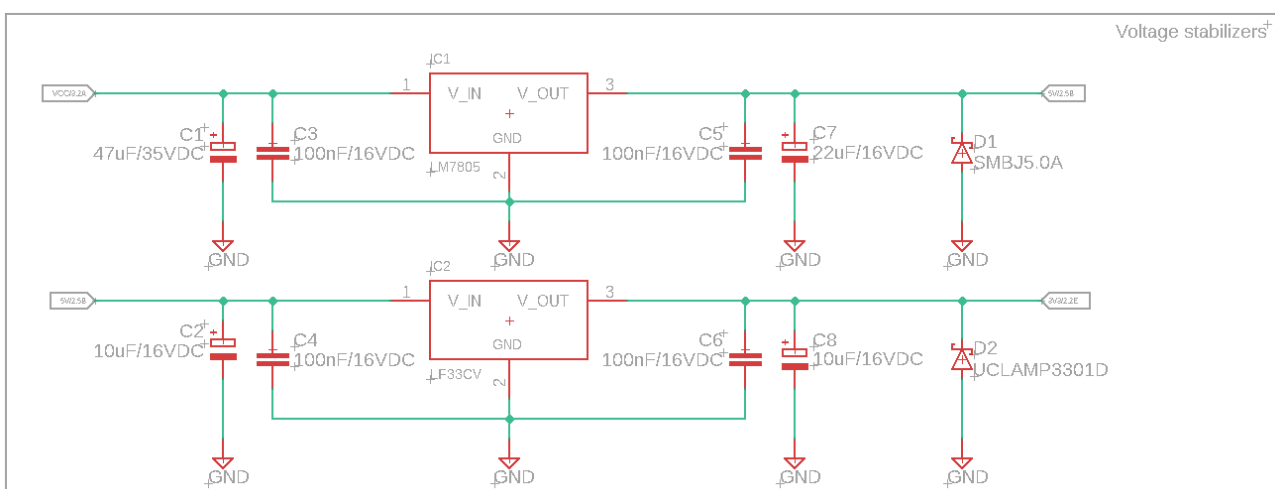 Voltage stabilizers
IC1
VCC/3.2A
1
V_IN
V_OUT
3
5V/2.5B
GND
C1
47uF/35VDC
C3
100nF/16VDC
LM7805
2
C5
100nF/16VDC
C7
22uF/16VDC
D1
SMBJ5.0A
GND
GND
GND
GND
IC2
5V/2.5B
1
V_IN
V_OUT
3
3V3/2.2E
GND
C2
10uF/16VDC
C4
100nF/16VDC
LF33CV
2
C6
100nF/16VDC
C8
10uF/16VDC
D2
UCLAMP3301D
GND
GND
GND
GND